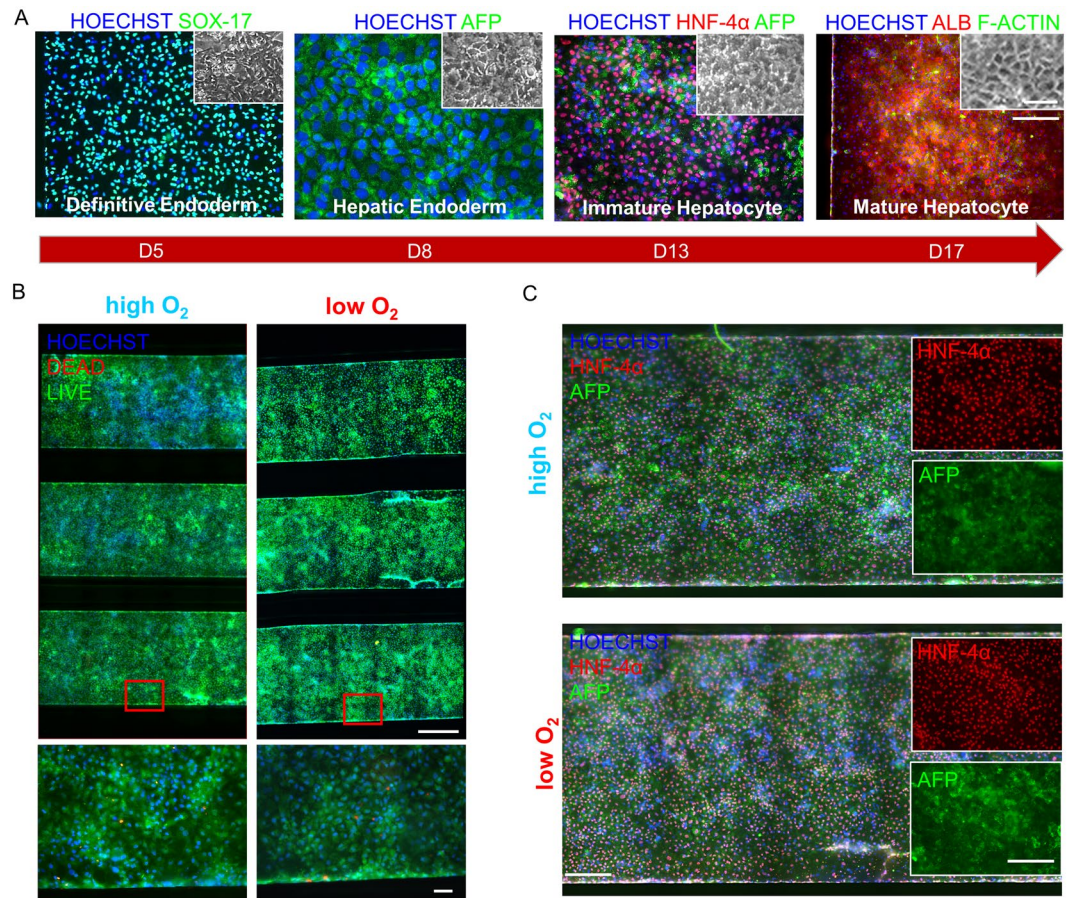 A
HOECHST SOX-17
HOECHST AFP
HOECHST HNF-4α AFP
HOECHST ALB F-ACTIN
Definitive Endoderm
Hepatic Endoderm
Immature Hepatocyte
Mature Hepatocyte
D5
D8
D13
D17
B
high O₂
low O₂
HOECHST
DEAD
LIVE
C
high O₂
HOECHST
HNF-4α
AFP
HNF-4α
AFP
low O₂
HOECHST
HNF-4α
AFP
HNF-4α
AFP